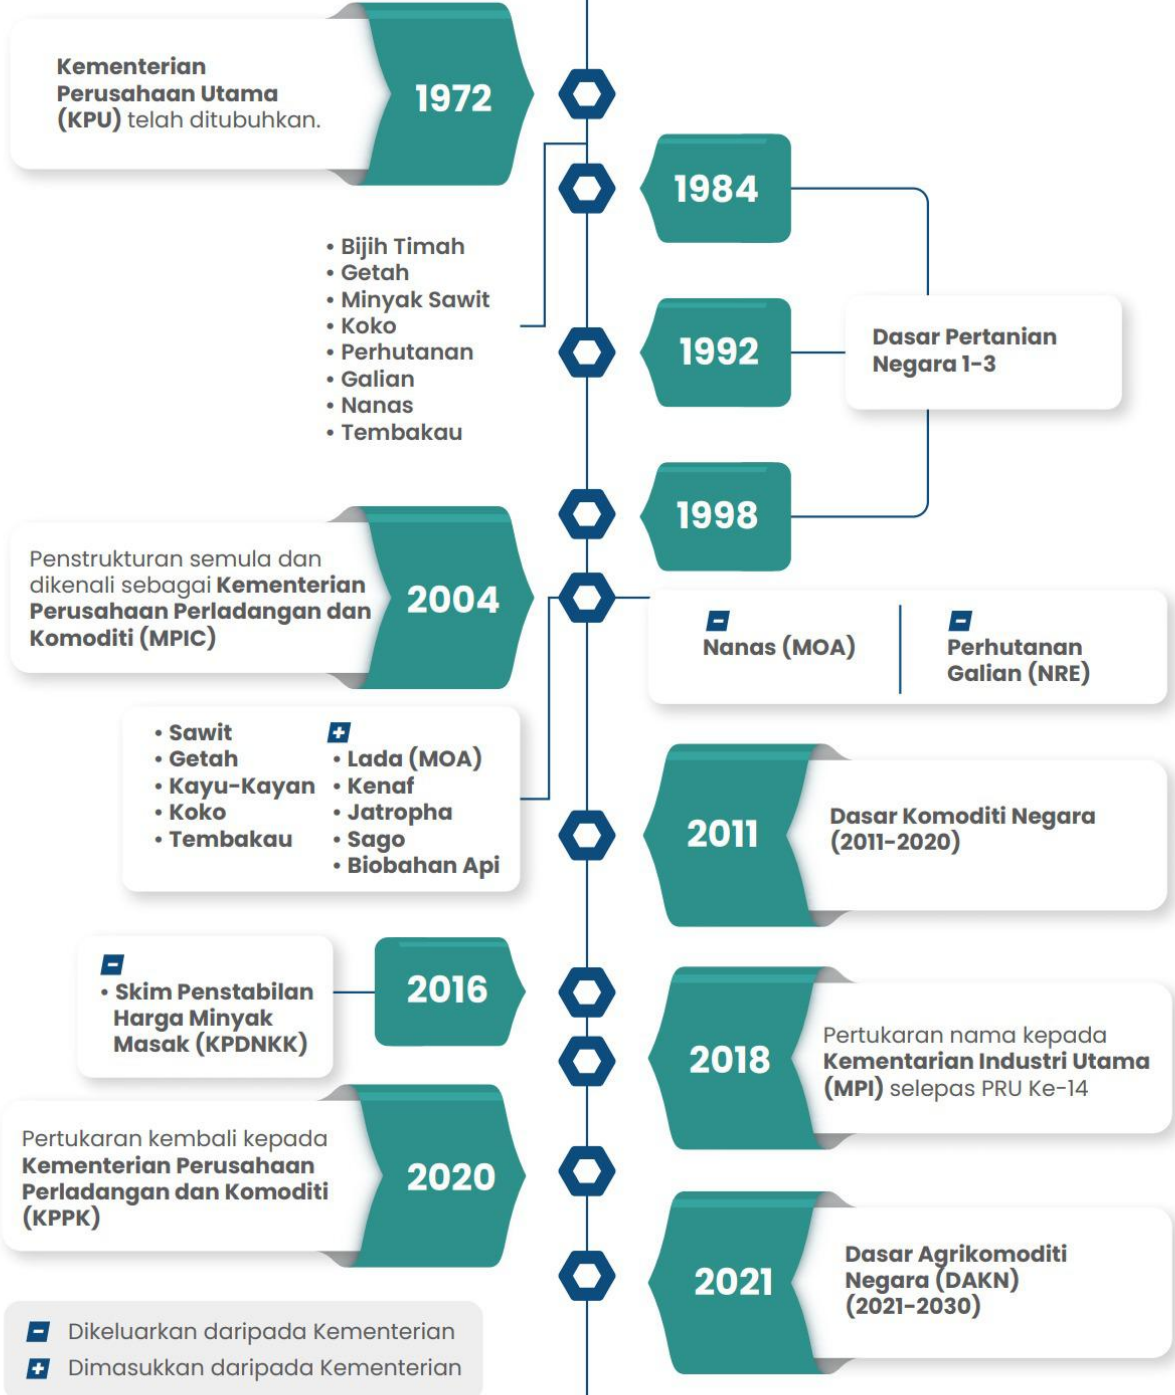 Kementerian
Perusahaan Utama
(KPU) telah ditubuhkan.
1972
1984
• Bijih Timah
• Getah
• Minyak Sawit
• Koko
• Perhutanan
• Galian
• Nanas
• Tembakau
1992
Dasar Pertanian
Negara 1-3
1998
Penstrukturan semula dan
dikenali sebagai Kementerian
Perusahaan Perladangan dan
Komoditi (MPIC)
2004
-
Nanas (MOA)
-
Perhutanan
Galian (NRE)
• Sawit
• Getah
• Kayu-Kayan
• Koko
• Tembakau
+
• Lada (MOA)
• Kenaf
• Jatropha
• Sago
• Biobahan Api
2011
Dasar Komoditi Negara
(2011-2020)
-
• Skim Penstabilan
Harga Minyak
Masak (KPDNKK)
2016
2018
Pertukaran nama kepada
Kementarian Industri Utama
(MPI) selepas PRU Ke-14
Pertukaran kembali kepada
Kementerian Perusahaan
Perladangan dan Komoditi
(KPPK)
2020
2021
Dasar Agrikomoditi
Negara (DAKN)
(2021-2030)
- Dikeluarkan daripada Kementerian
+ Dimasukkan daripada Kementerian